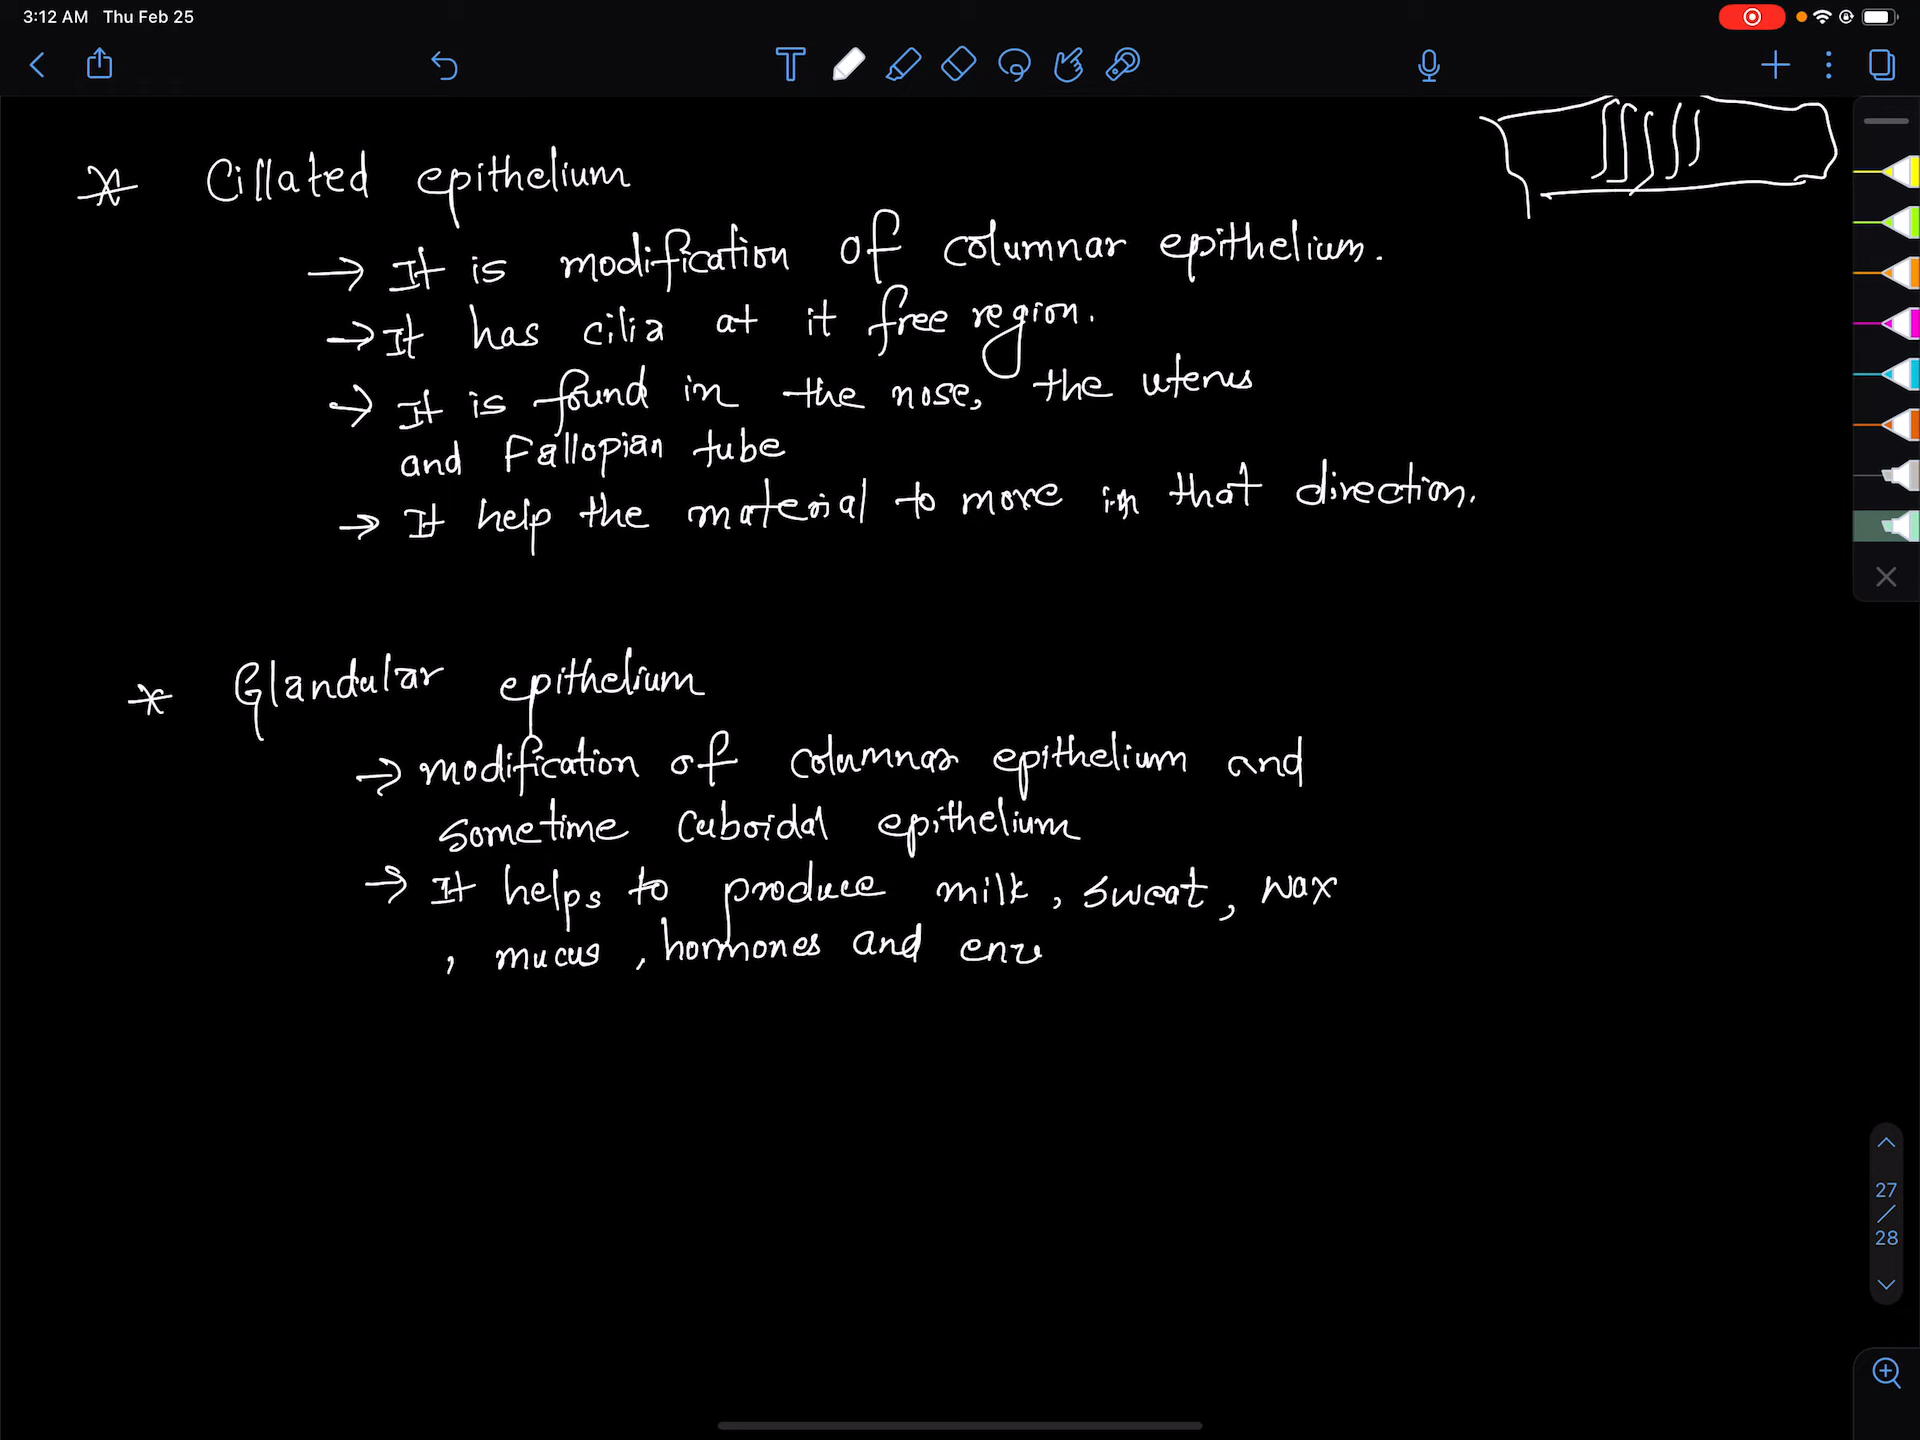 3:12 AM Thu Feb 25
* Cillated epithelium
→ It is modification of columnar epithelium.
→ It has cilia at it free region.
→ It is found in the nose, the uterus
and Fallopian tube
→ It help the material to move in that direction.
* Glandular epithelium
→ modification of columnar epithelium and
sometime cuboidal epithelium
→ It helps to produce milk, sweat, wax
, mucus, hormones and enz
27
/
28